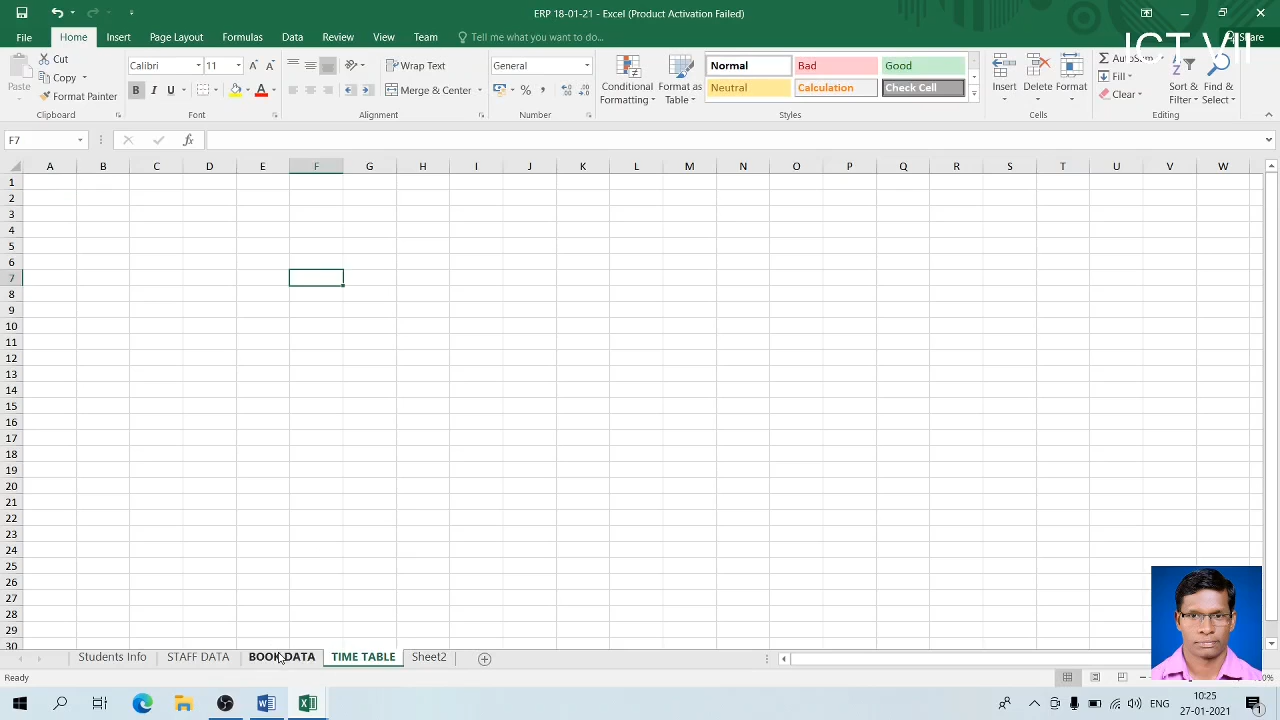 ERP 18-01-21 - Excel (Product Activation Failed)
File Home Insert Page Layout Formulas Data Review View Team Tell me what you want to do... Share
ICT VII
Paste
Cut
Copy
Format Painter
Clipboard
Calibri 11
B I U
Font
Wrap Text
Merge & Center
Alignment
General
%
Number
Conditional Formatting
Format as Table
Normal Bad Good
Neutral Calculation Check Cell
Styles
Insert Delete Format
Cells
Fill
Clear
Sort & Filter
Find & Select
Editing
F7
fx
A B C D E F G H I J K L M N O P Q R S T U V W
1
2
3
4
5
6
7
8
9
10
11
12
13
14
15
16
17
18
19
20
21
22
23
24
25
26
27
28
29
30
Students Info STAFF DATA BOOK DATA TIME TABLE Sheet2
Ready
ENG
10:25
27-01-2021
1